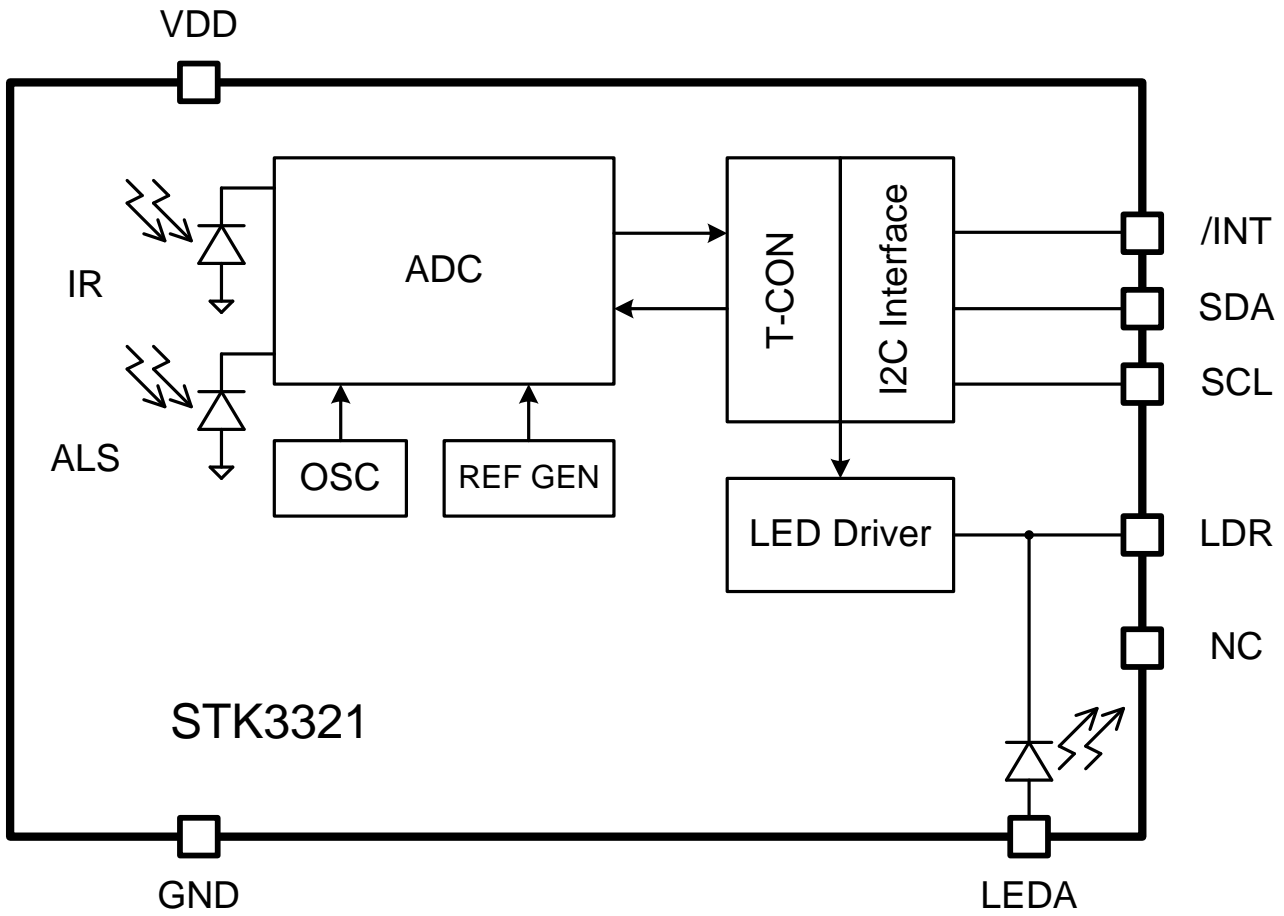 VDD
/INT
ADC
T-CON
I2C Interface
IR
SDA
SCL
ALS
OSC
REF GEN
LED Driver
LDR
NC
STK3321
GND
LEDA